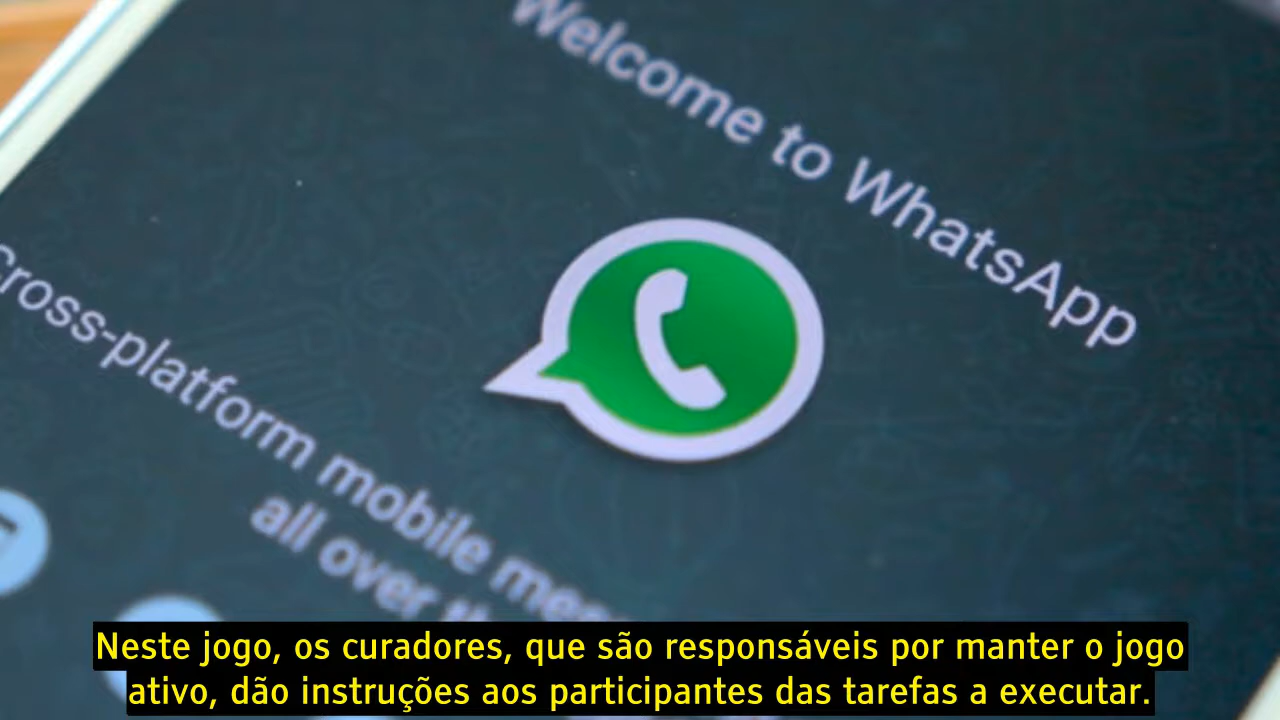 Welcome to WhatsApp
cross-platform mobile
all over
Neste jogo, os curadores, que são responsáveis por manter o jogo
ativo, dão instruções aos participantes das tarefas a executar.